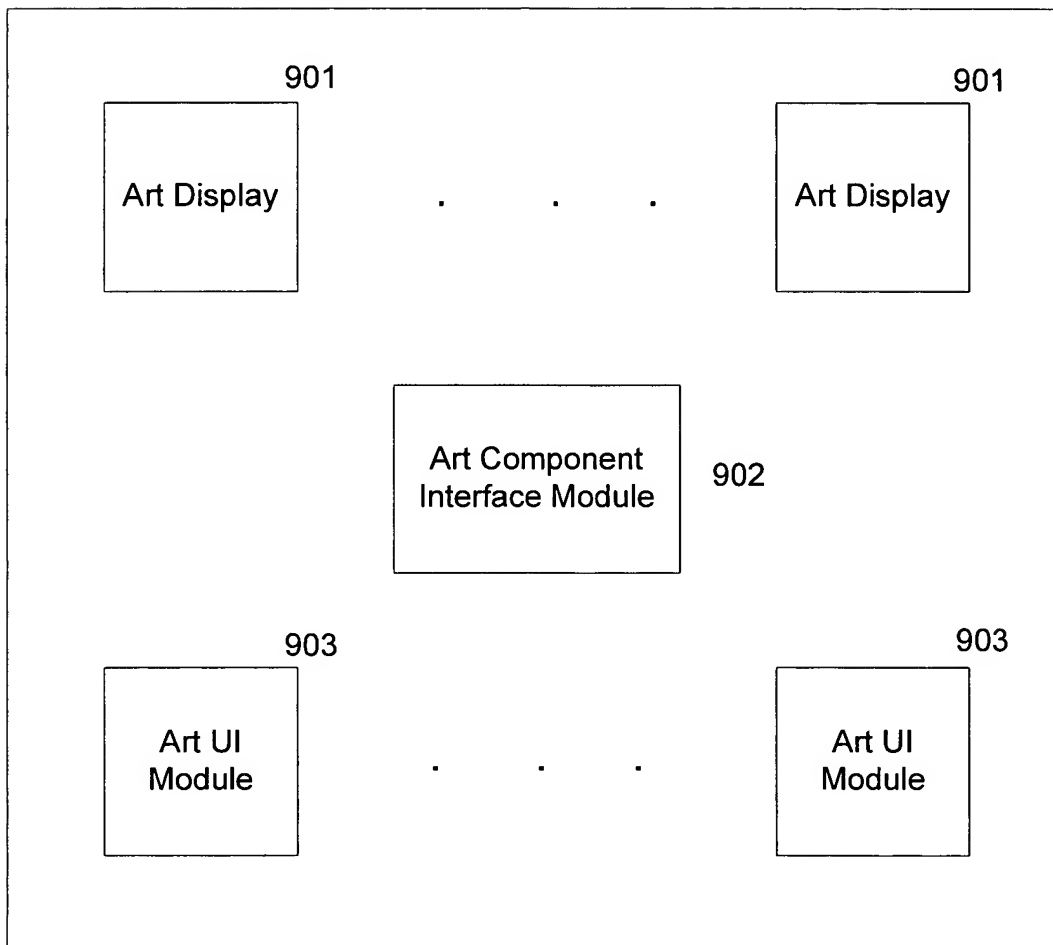 901
901
Art Display
. . .
Art Display
Art Component
Interface Module
902
903
903
Art UI
Module
. . .
Art UI
Module